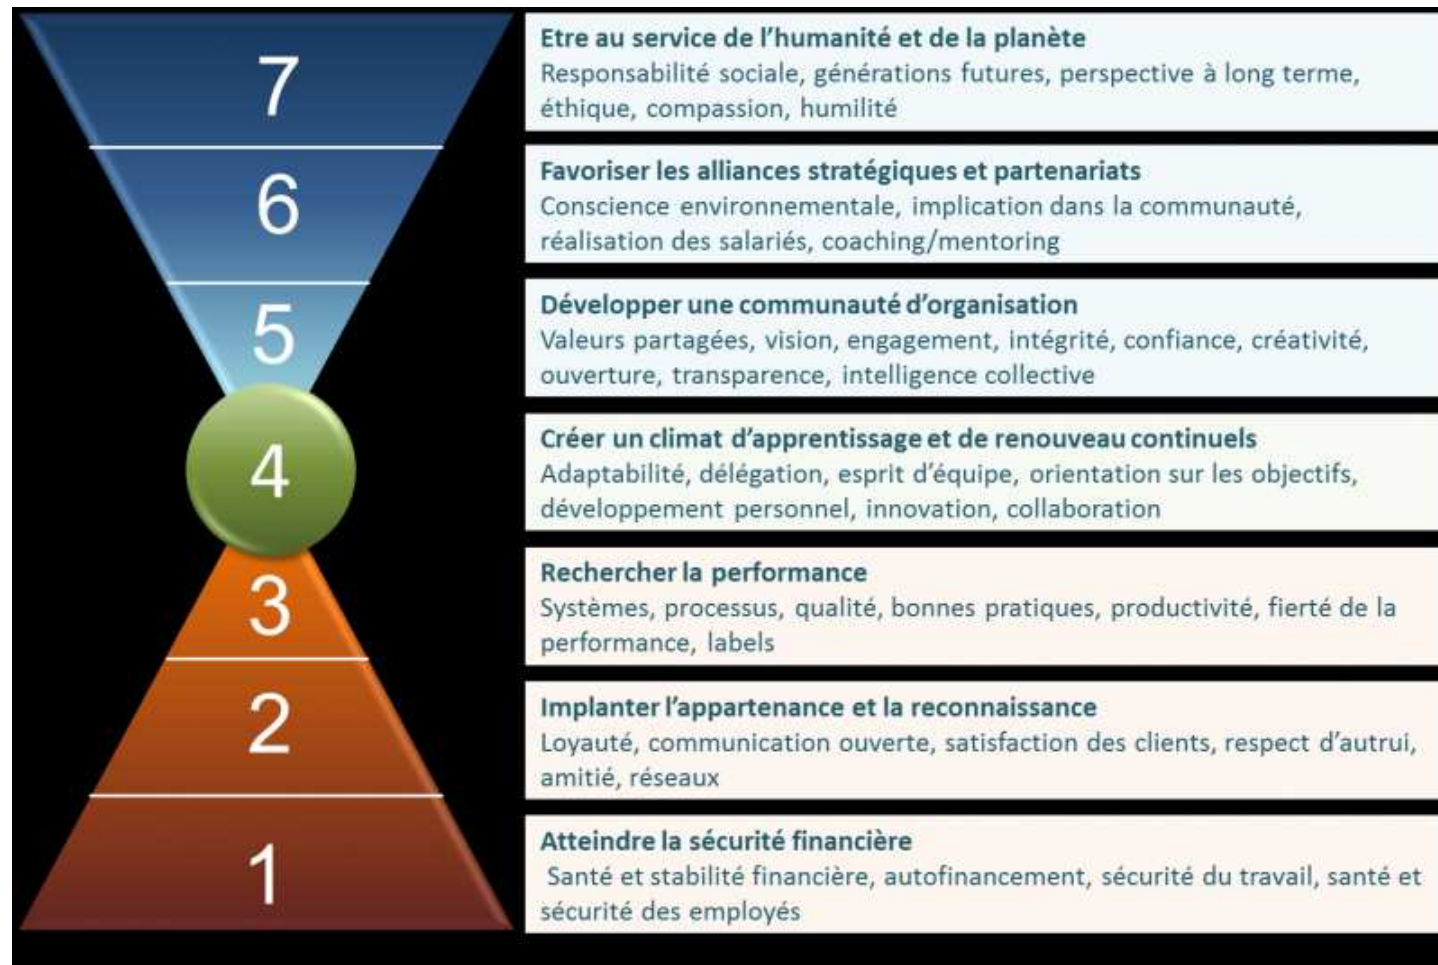 7
Etre au service de l'humanité et de la planète
Responsabilité sociale, générations futures, perspective à long terme,
éthique, compassion, humilité
6
Favoriser les alliances stratégiques et partenariats
Conscience environnementale, implication dans la communauté,
réalisation des salariés, coaching/mentoring
5
Développer une communauté d'organisation
Valeurs partagées, vision, engagement, intégrité, confiance, créativité,
ouverture, transparence, intelligence collective
4
Créer un climat d'apprentissage et de renouveau continuels
Adaptabilité, délégation, esprit d'équipe, orientation sur les objectifs,
développement personnel, innovation, collaboration
3
Rechercher la performance
Systèmes, processus, qualité, bonnes pratiques, productivité, fierté de la
performance, labels
2
Implanter l'appartenance et la reconnaissance
Loyauté, communication ouverte, satisfaction des clients, respect d'autrui,
amitié, réseaux
1
Atteindre la sécurité financière
Santé et stabilité financière, autofinancement, sécurité du travail, santé et
sécurité des employés